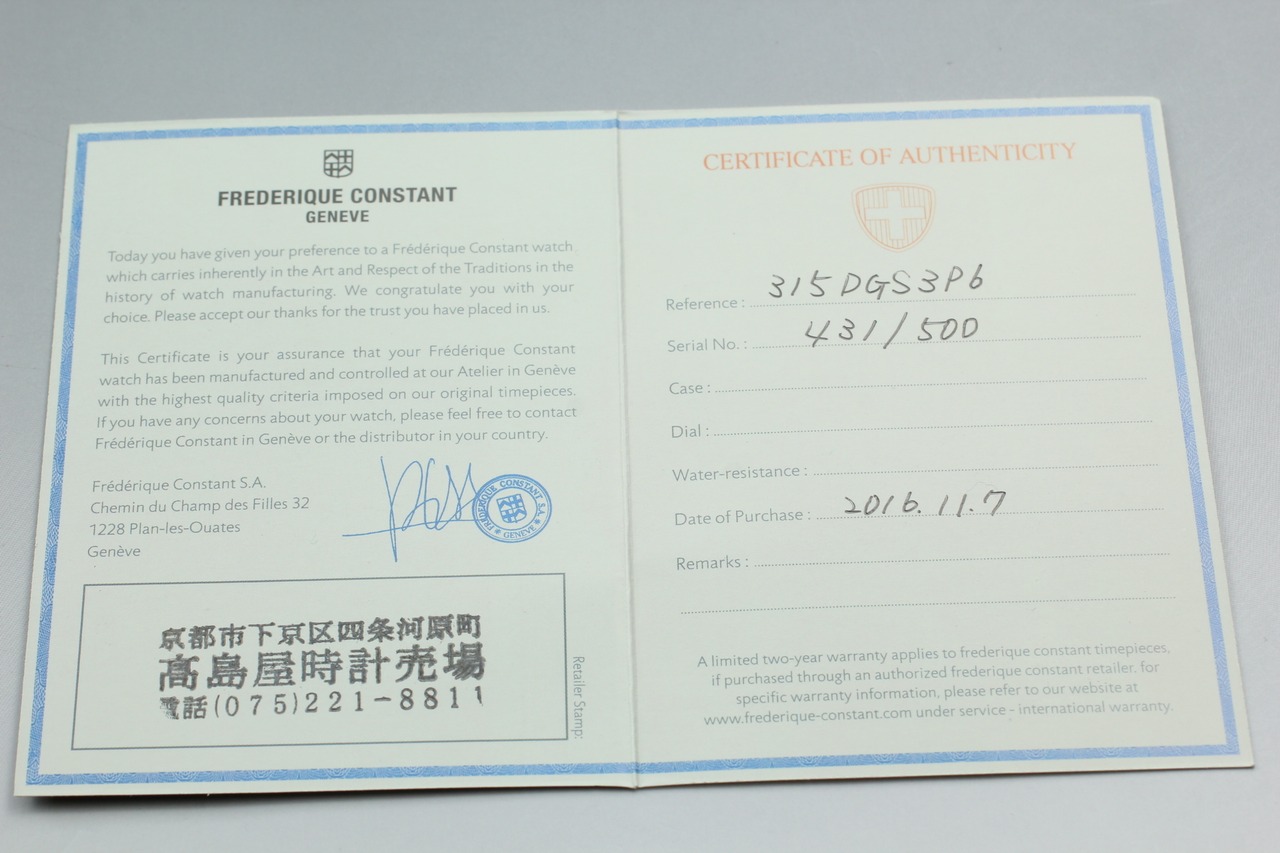 FREDERIQUE CONSTANT
GENEVE
Today you have given your preference to a Frédérique Constant watch
which carries inherently in the Art and Respect of the Traditions in the
history of watch manufacturing. We congratulate you with your
choice. Please accept our thanks for the trust you have placed in us.
This Certificate is your assurance that your Frédérique Constant
watch has been manufactured and controlled at our Atelier in Genève
with the highest quality criteria imposed on our original timepieces.
If you have any concerns about your watch, please feel free to contact
Frédérique Constant in Genève or the distributor in your country.
Frédérique Constant S.A.
Chemin du Champ des Filles 32
1228 Plan-les-Ouates
Genève
FRÉDÉRIQUE CONSTANT S.A.
GENEVE
京都市下京区四条河原町
髙島屋時計売場
電話(075)221-8811
Retailer Stamp:
CERTIFICATE OF AUTHENTICITY
Reference : 315DGS3P6
Serial No. : 431/500
Case :
Dial :
Water-resistance :
Date of Purchase : 2016.11.7
Remarks :
A limited two-year warranty applies to frederique constant timepieces,
if purchased through an authorized frederique constant retailer. for
specific warranty information, please refer to our website at
www.frederique-constant.com under service - international warranty.